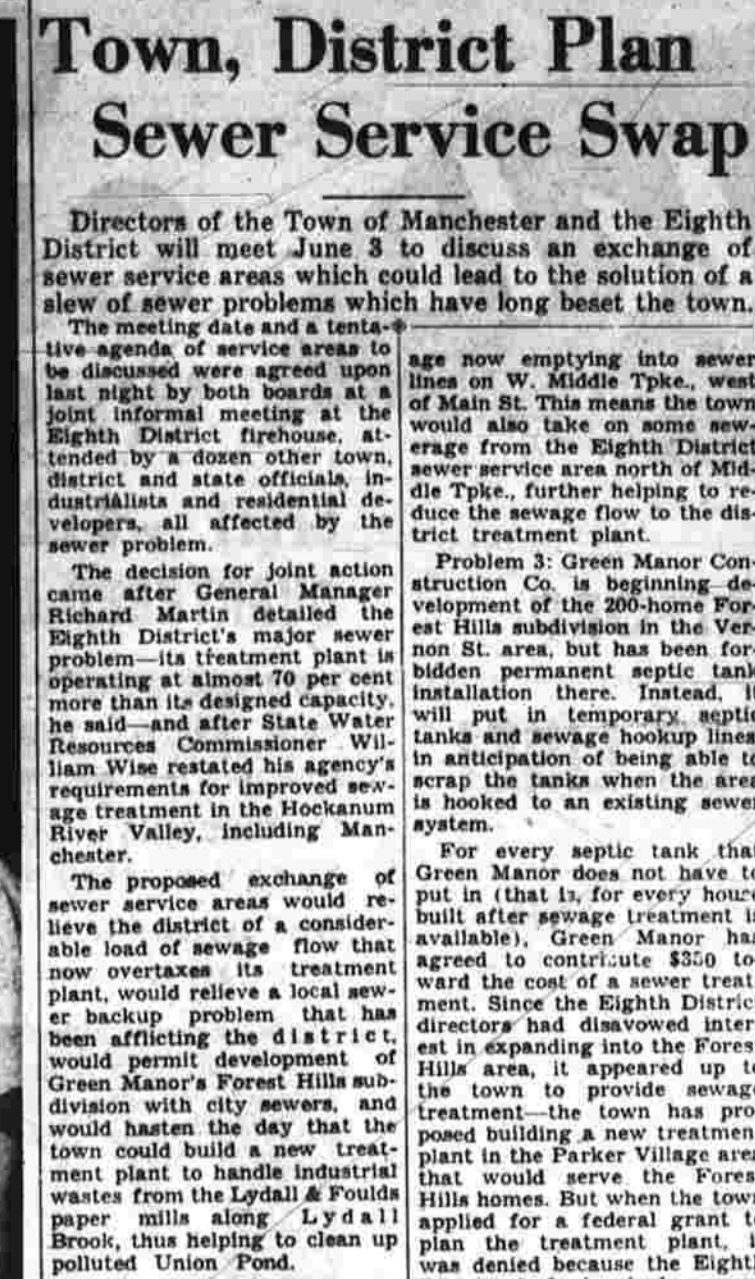 Town, District Plan
Sewer Service Swap
Directors of the Town of Manchester and the Eighth
District will meet June 3 to discuss an exchange of
sewer service areas which could lead to the solution of a
slew of sewer problems which have long beset the town.
The meeting date and a tenta-
tive agenda of service areas to
be discussed were agreed upon
last night by both boards at a
joint informal meeting at the
Eighth District firehouse, at-
tended by a dozen other town,
district and state officials, in-
dustrialists and residential de-
velopers, all affected by the
sewer problem.
The decision for joint action
came after General Manager
Richard Martin detailed the
Eighth District's major sewer
problem—its treatment plant is
operating at almost 70 per cent
more than its designed capacity,
he said—and after State Water
Resources Commissioner Wil-
liam Wise restated his agency's
requirements for improved sew-
age treatment in the Hockanum
River Valley, including Man-
chester.
The proposed exchange of
sewer service areas would re-
lieve the district of a consider-
able load of sewage flow that
now overtaxes its treatment
plant, would relieve a local sew-
er backup problem that has
been afflicting the district,
would permit development of
Green Manor's Forest Hills sub-
division with city sewers, and
would hasten the day that the
town could build a new treat-
ment plant to handle industrial
wastes from the Lydall & Foulds
paper mills along Lydall
Brook, thus helping to clean up
polluted Union Pond.
age now emptying into sewer
lines on W. Middle Tpke., west
of Main St. This means the town
would also take on some sew-
erage from the Eighth District
sewer service area north of Mid-
dle Tpke., further helping to re-
duce the sewage flow to the dis-
trict treatment plant.
Problem 3: Green Manor Con-
struction Co. is beginning de-
velopment of the 200-home For-
est Hills subdivision in the Ver-
non St. area, but has been for-
bidden permanent septic tank
installation there. Instead,
will put in temporary septic
tanks and sewage hookup lines
in anticipation of being able to
scrap the tanks when the area
is hooked to an existing sewer
system.
For every septic tank that
Green Manor does not have to
put in (that is, for every house
built after sewage treatment
available), Green Manor has
agreed to contribute $350 to-
ward the cost of a sewer treat-
ment. Since the Eighth District
directors had disavowed inter-
est in expanding into the Forest
Hills area, it appeared up to
the town to provide sewage
treatment—the town has pro-
posed building a new treatment
plant in the Parker Village area
that would serve the Forest
Hills homes. But when the town
applied for a federal grant to
plan the treatment plant,
was denied because the Eighth